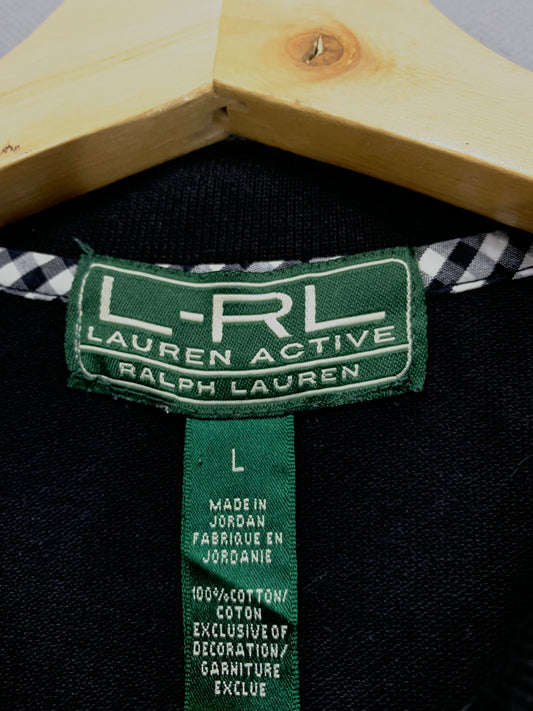 L-RL
LAUREN ACTIVE
RALPH LAUREN
L
MADE IN
JORDAN
FABRIQUE EN
JORDANIE
100%COTTON/
COTON
EXCLUSIVE OF
DECORATION/
GARNITURE
EXCLUE